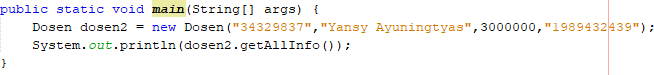 public static void main(String[] args) {
    Dosen dosen2 = new Dosen("34329837","Yansy Ayuningtyas",3000000,"1989432439");
    System.out.println(dosen2.getAllInfo());
}